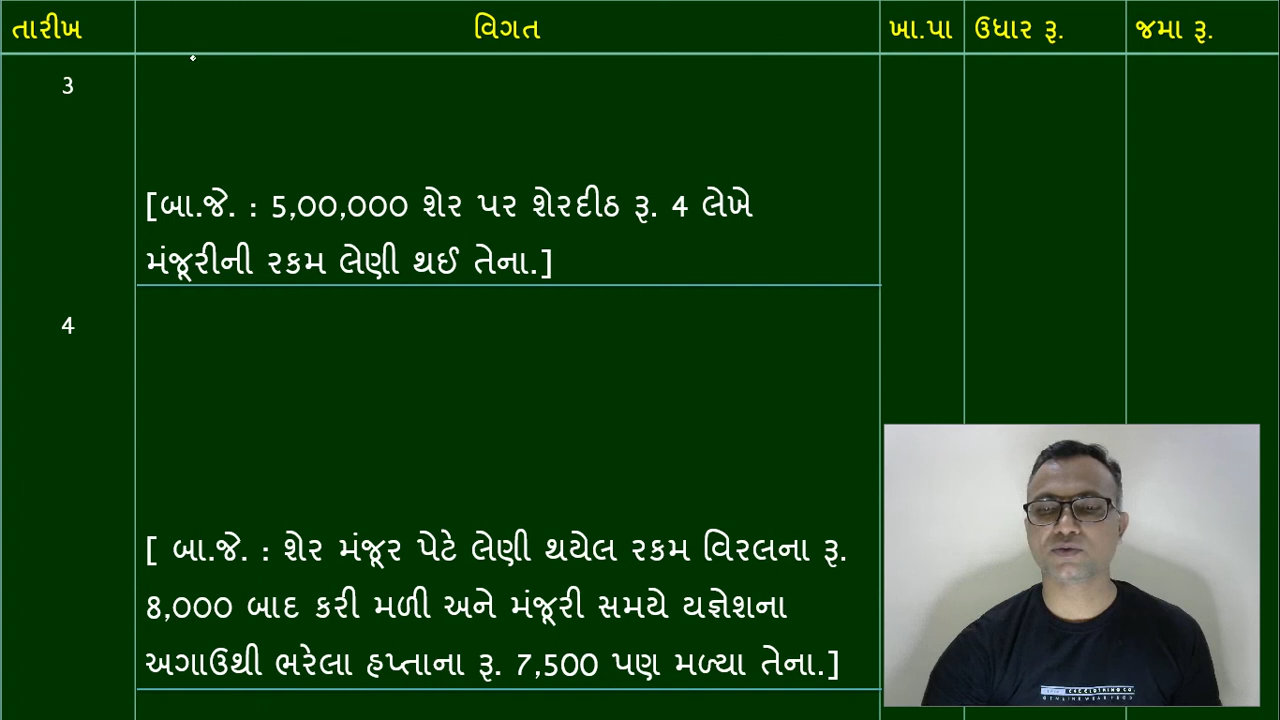 તારીખ વિગત ખા.પા ઉધાર રૂ. જમા રૂ.
3
[બા.જે. : 5,00,000 શેર પર શેરદીઠ રૂ. 4 લેખે
મંજૂરીની રકમ લેણી થઈ તેના.]
4
[ બા.જે. : શેર મંજૂર પેટે લેણી થયેલ રકમ વિરલના રૂ.
8,000 બાદ કરી મળી અને મંજૂરી સમયે યજ્ઞેશના
અગાઉથી ભરેલા હપ્તાના રૂ. 7,500 પણ મળ્યા તેના.]